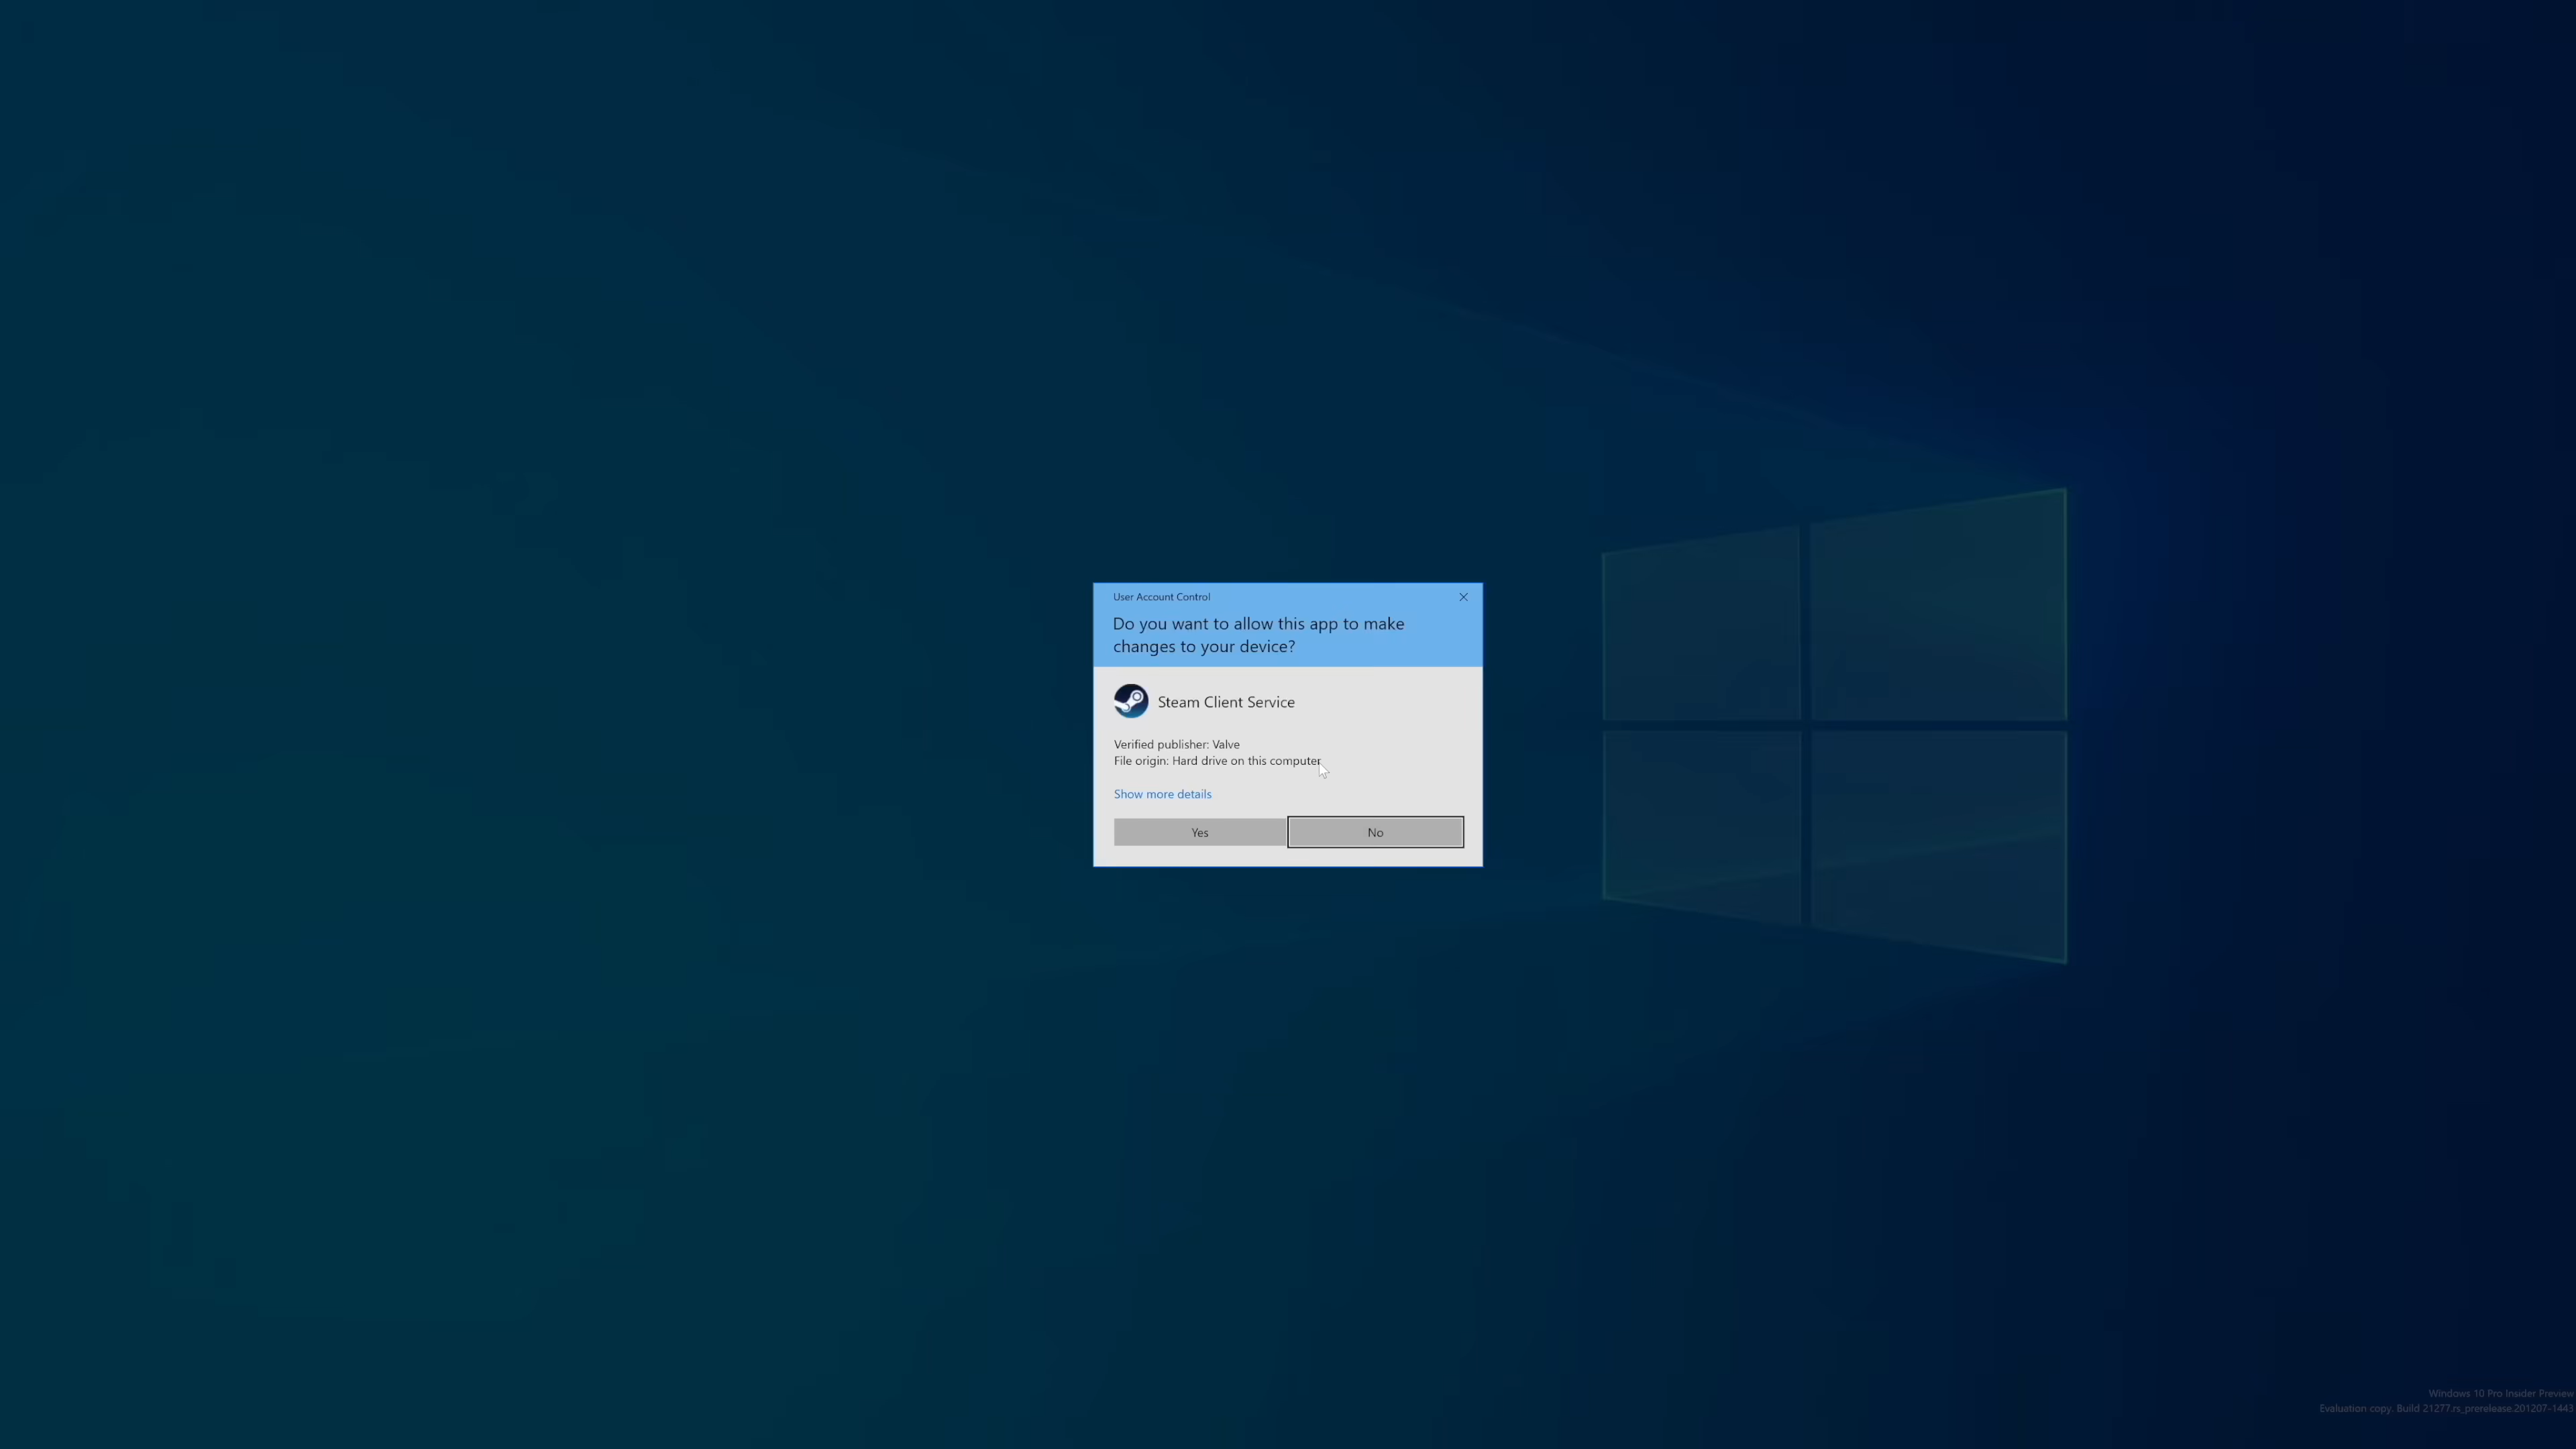 User Account Control
Do you want to allow this app to make
changes to your device?
Steam Client Service
Verified publisher: Valve
File origin: Hard drive on this computer
Show more details
Yes
No
Windows 10 Pro Insider Preview
Evaluation copy. Build 21277.rs_prerelease.201207-1443